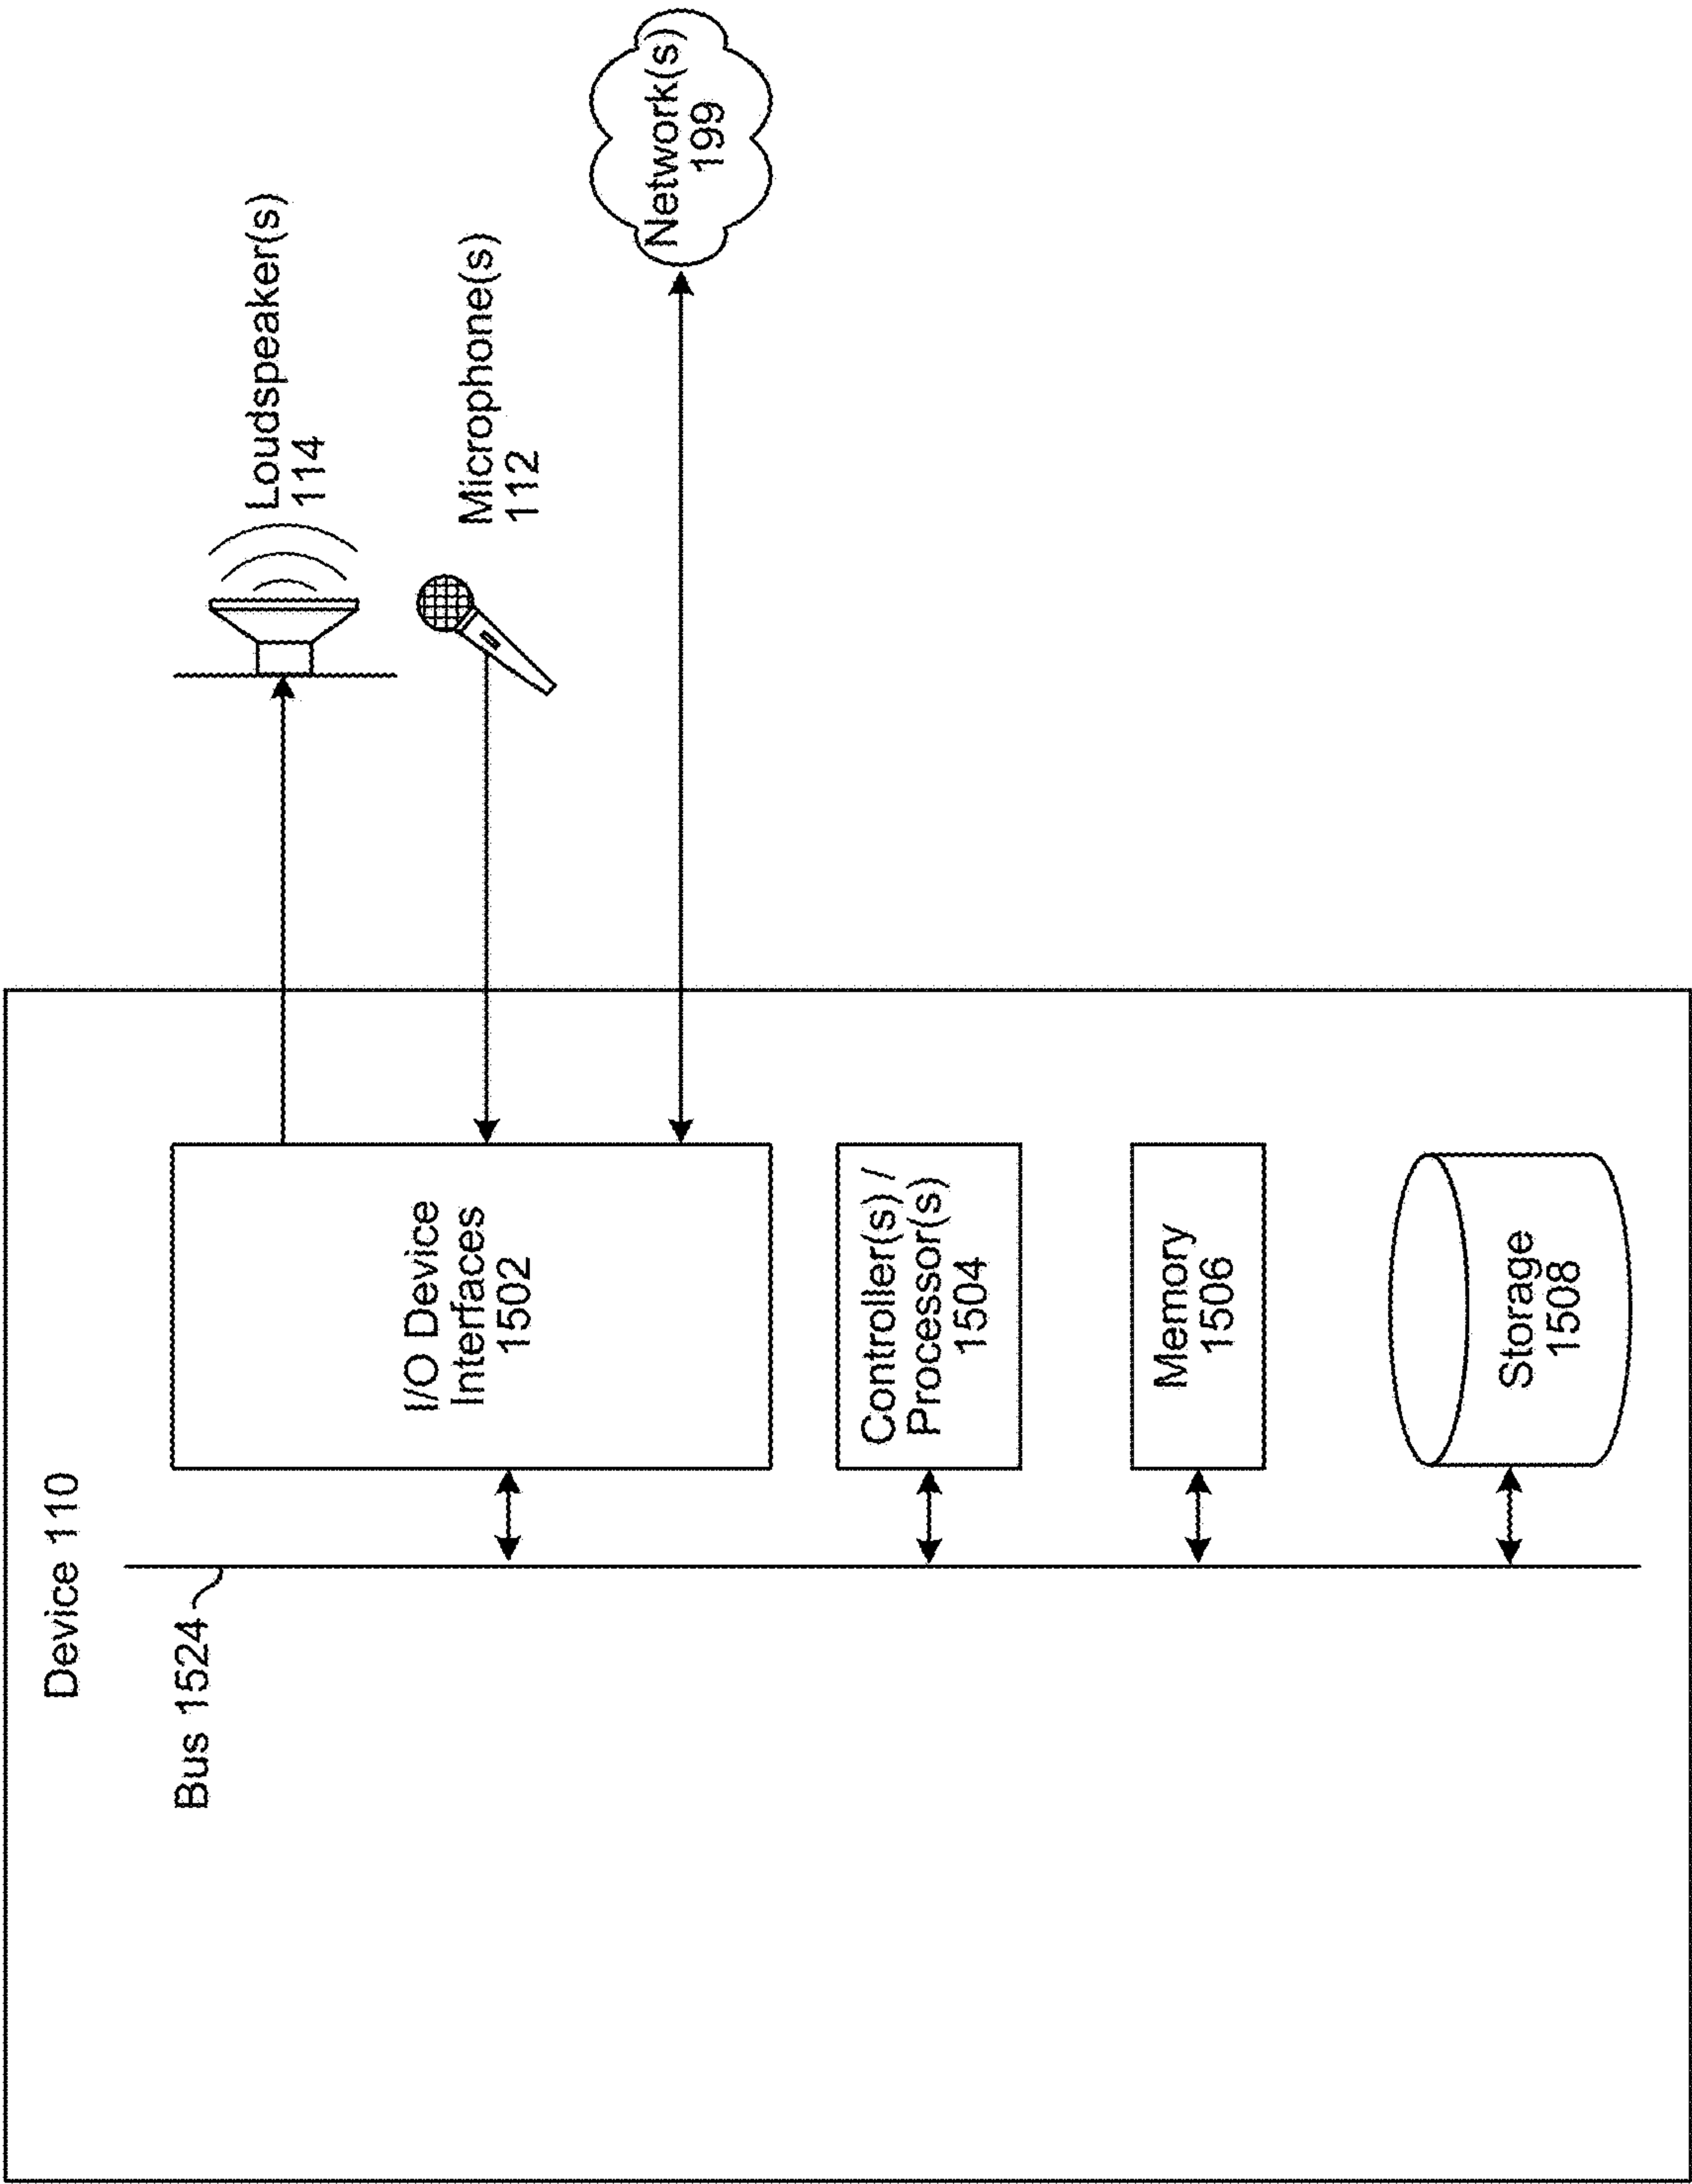 Device 110
Bus 1524
I/O Device
Interfaces
1502
Loudspeaker(s)
114
Microphone(s)
112
Network(s)
199
Controller(s) /
Processor(s)
1504
Memory
1506
Storage
1508